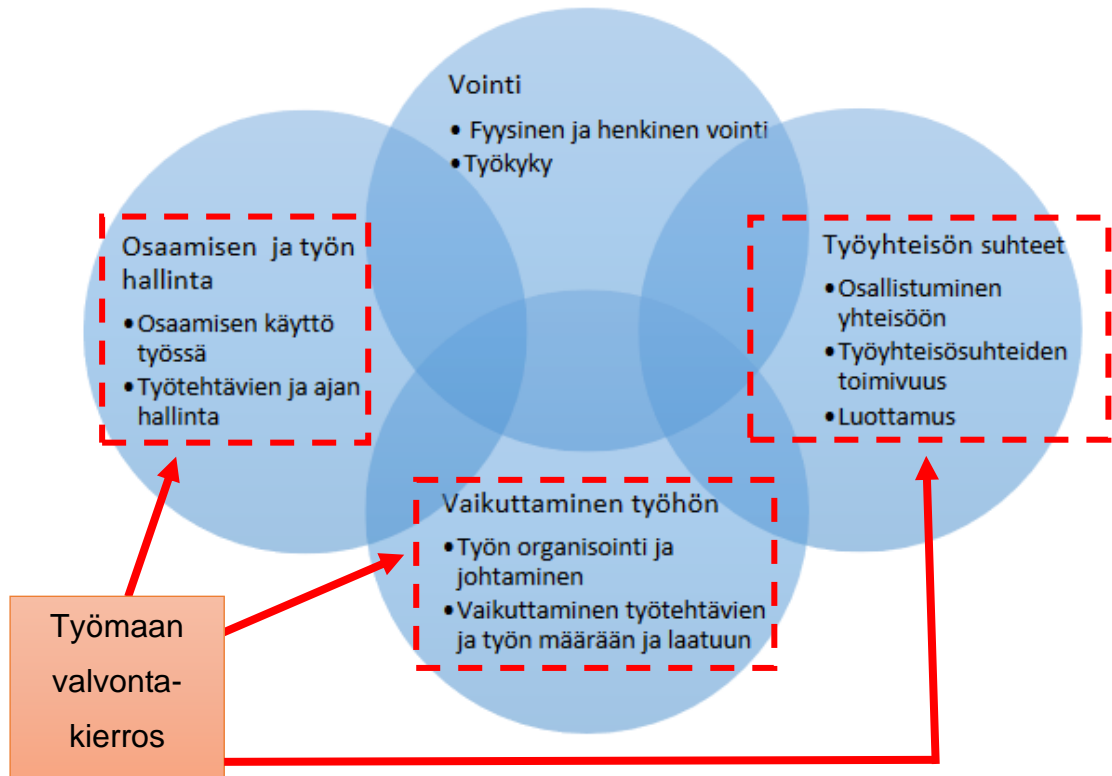 Vointi
• Fyysinen ja henkinen vointi
•Työkyky
Osaamisen ja työn
hallinta
•Osaamisen käyttö
työssä
•Työtehtävien ja ajan
hallinta
Työyhteisön suhteet
•Osallistuminen
yhteisöön
•Työyhteisösuhteiden
toimivuus
•Luottamus
Vaikuttaminen työhön
•Työn organisointi ja
johtaminen
•Vaikuttaminen työtehtävien
ja työn määrään ja laatuun
Työmaan
valvonta-
kierros